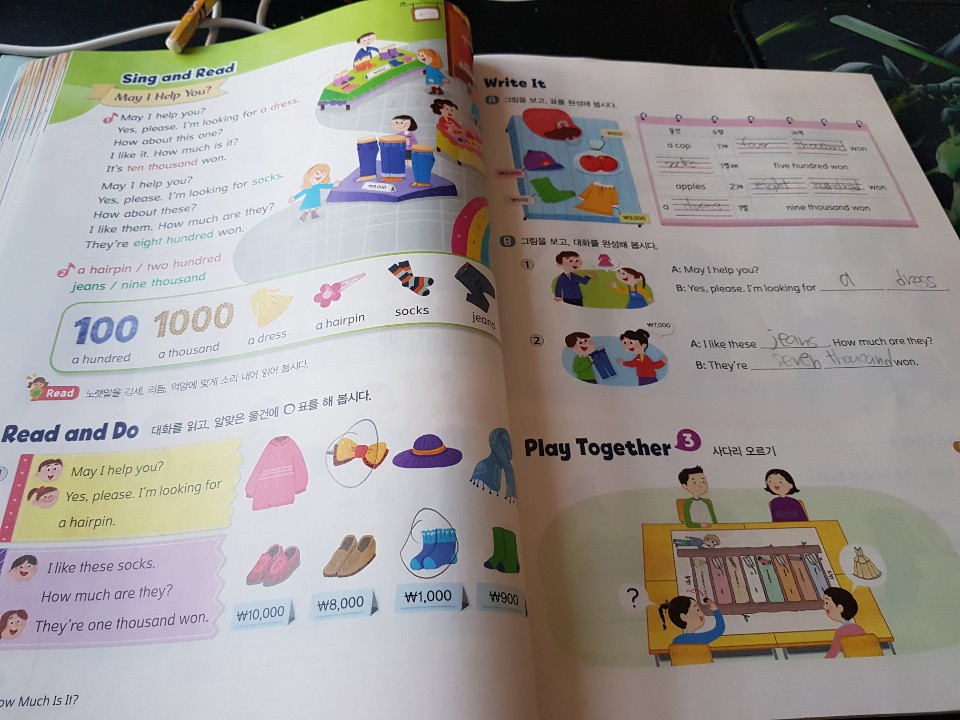 Sing and Read
May I Help You?
1 May I help you?
Yes, please. I'm looking for a dress.
How about this one?
I like it. How much is it?
It's ten thousand won.
May I help you?
Yes, please. I'm looking for socks.
How about these?
I like them. How much are they?
They're eight hundred won.
2 a hairpin / two hundred
jeans / nine thousand
₩9,000
100 1000
a hundred a thousand a dress a hairpin socks jeans
Read 노랫말을 강세, 리듬, 억양에 맞게 소리 내어 읽어 봅시다.
Read and Do 대화를 읽고, 알맞은 물건에 ○ 표를 해 봅시다.
May I help you?
Yes, please. I'm looking for
a hairpin.
I like these socks.
How much are they?
They're one thousand won.
₩10,000 ₩8,000 ₩1,000 ₩900
ow Much Is It?
Write It
A 그림을 보고, 표를 완성해 봅시다.
₩500
₩9,000
물건 수량 가격
a cap 1개 four thousand won
socks 1켤레 five hundred won
apples 2개 eight hundred won
a dress 1벌 nine thousand won
B 그림을 보고, 대화를 완성해 봅시다.
①
A: May I help you?
B: Yes, please. I'm looking for a dress
②
₩7,000
A: I like these jeans. How much are they?
B: They're seven thousand won.
Play Together 3 사다리 오르기
?